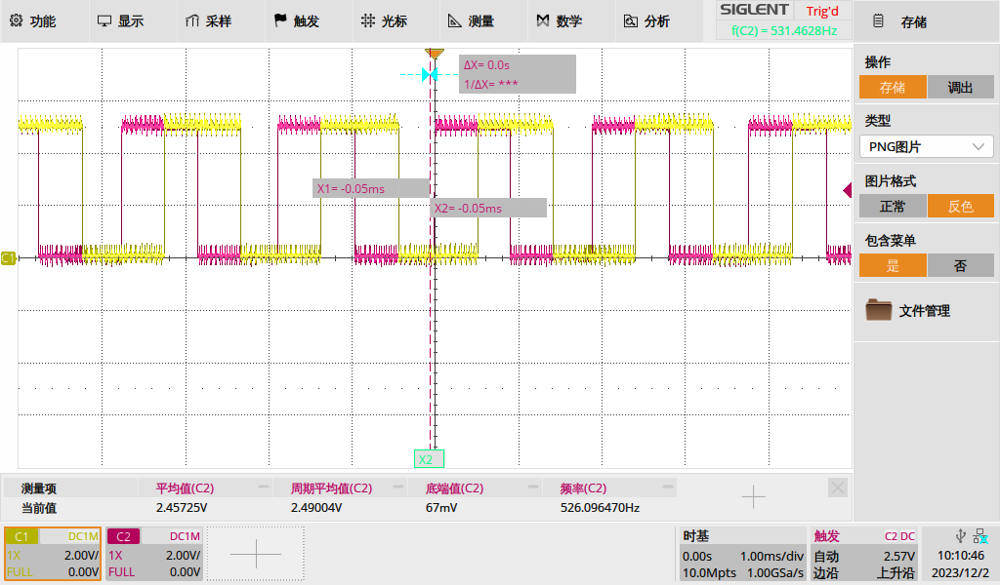 功能 显示 采样 触发 光标 测量 数学 分析 SIGLENT Trig'd 存储
f(C2) = 531.4628Hz
ΔX= 0.0s
1/ΔX= ***
X1= -0.05ms
X2= -0.05ms
C1
X2
操作
存储 调出
类型
PNG图片
图片格式
正常 反色
包含菜单
是 否
文件管理
测量项 平均值(C2) 周期平均值(C2) 底端值(C2) 频率(C2)
当前值 2.45725V 2.49004V 67mV 526.096470Hz
C1 DC1M
1X 2.00V/
FULL 0.00V
C2 DC1M
1X 2.00V/
FULL 0.00V
时基
0.00s 1.00ms/div
10.0Mpts 1.00GSa/s
触发 C2 DC
自动 2.57V
边沿 上升沿
10:10:46
2023/12/2